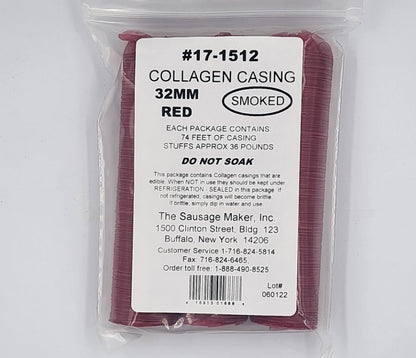 #17-1512
COLLAGEN CASING
32MM SMOKED
RED
EACH PACKAGE CONTAINS
74 FEET OF CASING
STUFFS APPROX 36 POUNDS
DO NOT SOAK
This package contains Collagen casings that are
edible. When NOT in use they should be kept under
REFRIGERATION - SEALED in this package. If
not refrigerated, casings will become brittle.
If brittle, simply dip in water and use
The Sausage Maker, Inc.
1500 Clinton Street, Bldg 123
Buffalo, New York 14206
Customer Service 1-716-824-5814
Fax: 716-824-6465,
Order toll free: 1-888-490-8525
Lot#
060122